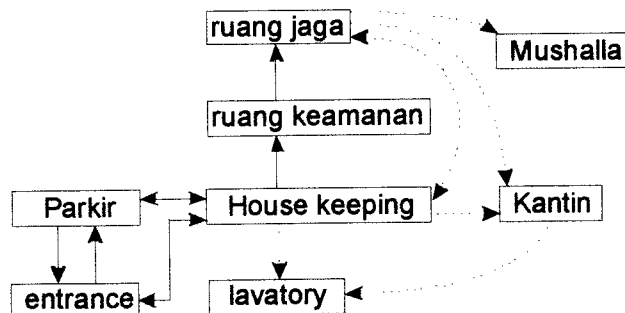 ruang jaga
Mushalla
ruang keamanan
Parkir
House keeping
Kantin
entrance
lavatory